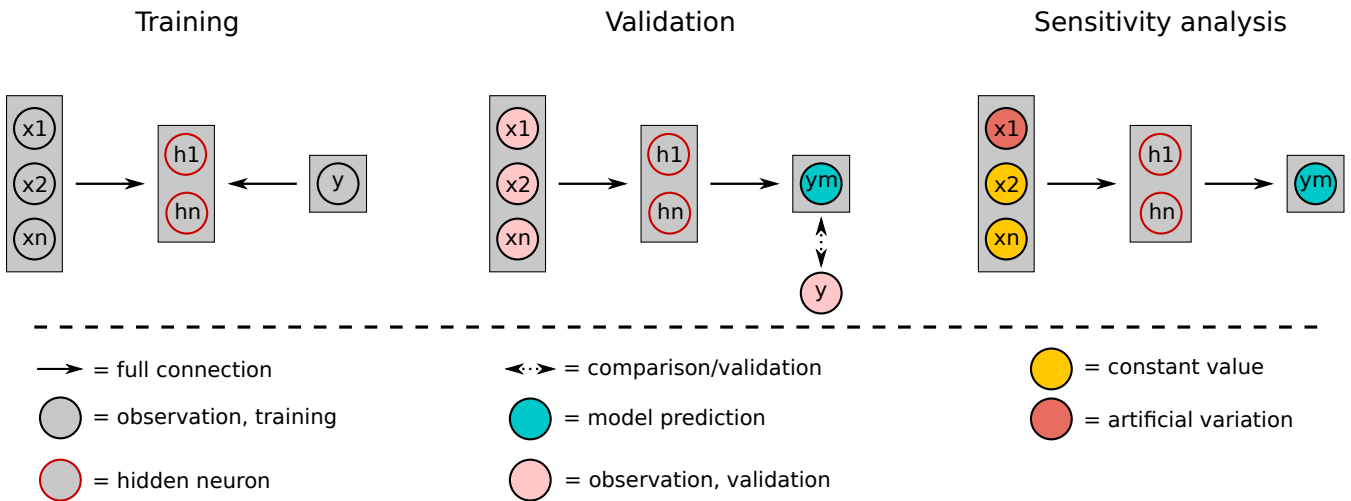 Training
Validation
Sensitivity analysis
x1
x2
xn
h1
hn
y
x1
x2
xn
h1
hn
ym
y
x1
x2
xn
h1
hn
ym
= full connection
= observation, training
= hidden neuron
= comparison/validation
= model prediction
= observation, validation
= constant value
= artificial variation